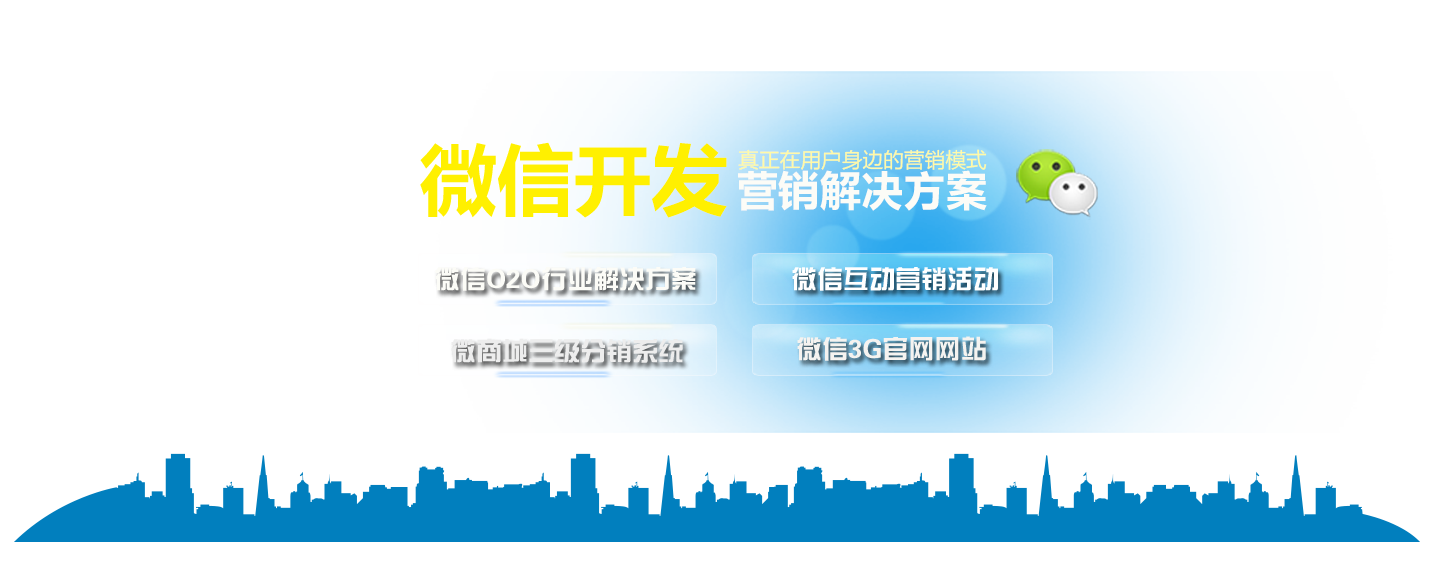 微信开发
真正在用户身边的营销模式
营销解决方案
微信O2O行业解决方案
微信互动营销活动
微商城三级分销系统
微信3G官网网站